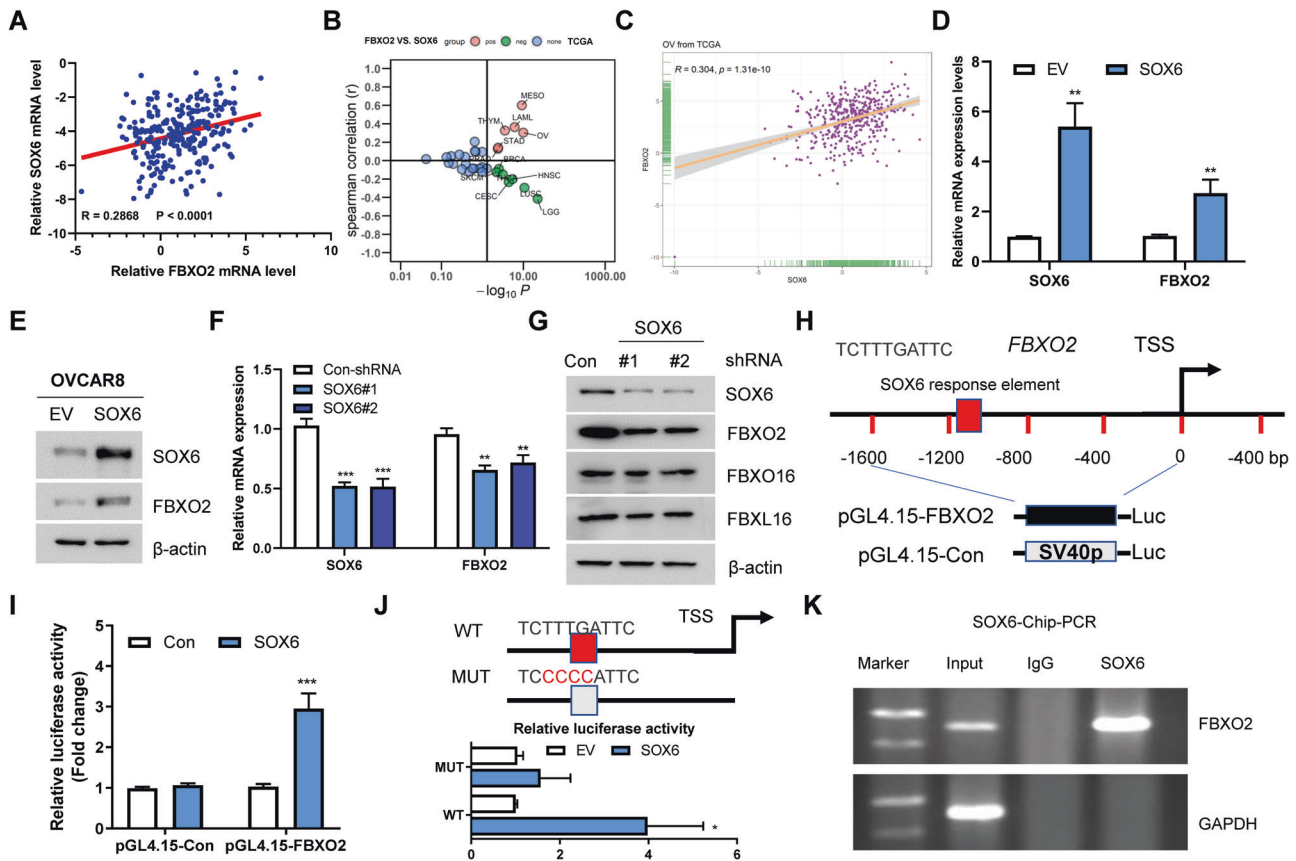 A
Relative SOX6 mRNA level
0
-2
-4
-6
-8
-10
R = 0.2868 P < 0.0001
-5 0 5 10
Relative FBXO2 mRNA level
B
FBXO2 VS. SOX6 group pos neg none TCGA
spearman correlation (r)
1.0
0.8
0.6
0.4
0.2
0.0
-0.2
-0.4
-0.6
-0.8
-1.0
MESO
THYM
LAML
OV
STAD
BRCA
SKCM
HNSC
CESC
LUSC
LGG
0.01 0.10 1.00 10.00 1000.00
−log10 P
C
OV from TCGA
R = 0.304, p = 1.31e-10
FBXO2
5
0
-5
-10
-10 -5 0 5
SOX6
D
EV SOX6
Relative mRNA expression levels
8
6
4
2
0
**
**
SOX6 FBXO2
E
OVCAR8
EV SOX6
SOX6
FBXO2
β-actin
F
Relative mRNA expression
1.5
1.0
0.5
0.0
Con-shRNA
SOX6#1
SOX6#2
*** ***
** **
SOX6 FBXO2
G
SOX6
Con #1 #2 shRNA
SOX6
FBXO2
FBXO16
FBXL16
β-actin
H
TCTTTGATTC FBXO2 TSS
SOX6 response element
-1600 -1200 -800 -400 0 -400 bp
pGL4.15-FBXO2 Luc
pGL4.15-Con SV40p Luc
I
Relative luciferase activity
(Fold change)
5
4
3
2
1
0
Con SOX6
***
pGL4.15-Con pGL4.15-FBXO2
J
TSS
WT TCTTTGATTC
MUT TCCCCCATTC
Relative luciferase activity
EV SOX6
MUT
WT
*
0 2 4 6
K
SOX6-Chip-PCR
Marker Input IgG SOX6
FBXO2
GAPDH